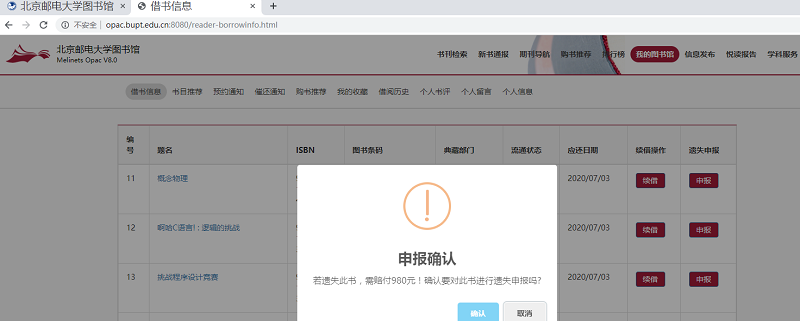 北京邮电大学图书馆
借书信息
不安全 opac.bupt.edu.cn:8080/reader-borrowinfo.html
北京邮电大学图书馆
Melinets Opac V8.0
书刊检索 新书通报 期刊导航 购书推荐 排行榜 我的图书馆 信息发布 悦读报告 学科服务
借书信息 书目推荐 预约通知 催还通知 购书推荐 我的收藏 借阅历史 个人书评 个人留言 个人信息
编号 题名 ISBN 图书条码 典藏部门 流通状态 应还日期 续借操作 遗失申报
11 概念物理 2020/07/03 续借 申报
12 啊哈C语言!:逻辑的挑战 2020/07/03 续借 申报
13 挑战程序设计竞赛 2020/07/03 续借 申报
申报确认
若遗失此书，需赔付980元！确认要对此书进行遗失申报吗?
确认 取消